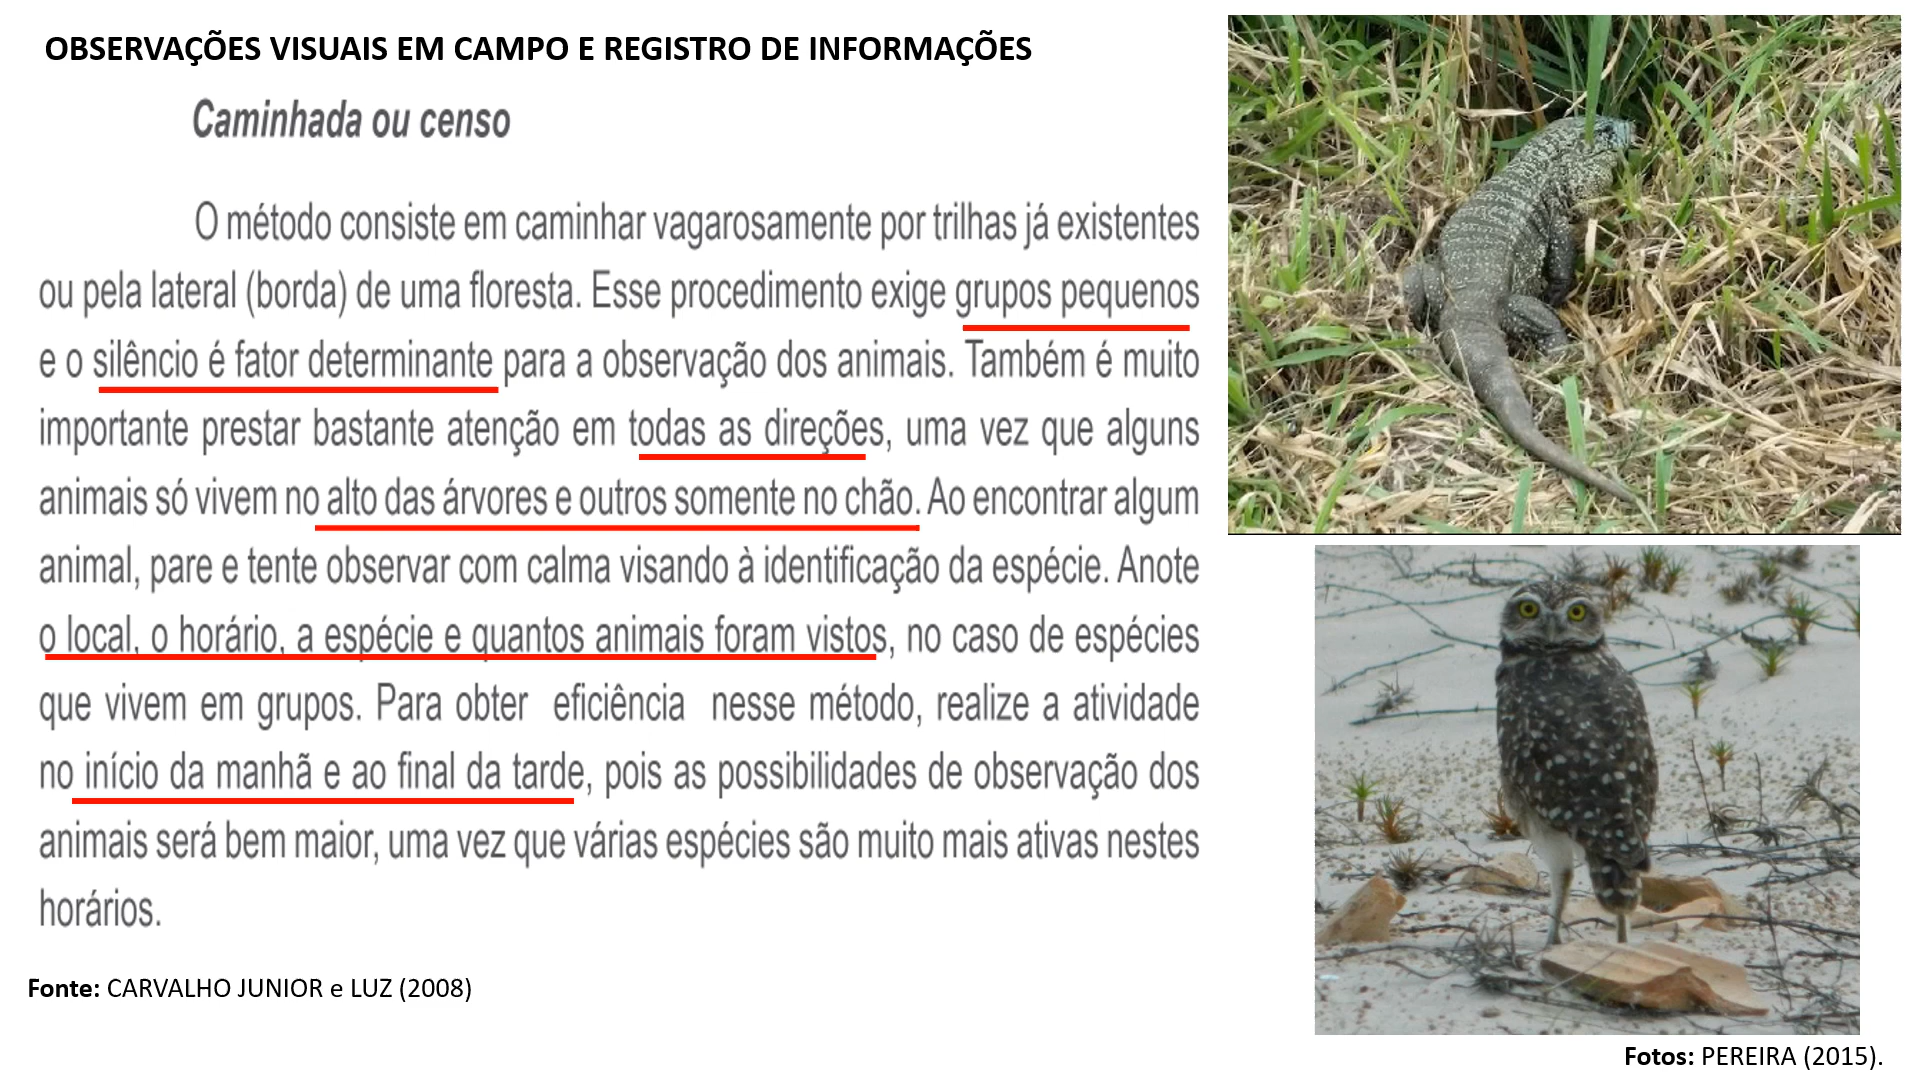 OBSERVAÇÕES VISUAIS EM CAMPO E REGISTRO DE INFORMAÇÕES
Caminhada ou censo
O método consiste em caminhar vagarosamente por trilhas já existentes
ou pela lateral (borda) de uma floresta. Esse procedimento exige grupos pequenos
e o silêncio é fator determinante para a observação dos animais. Também é muito
importante prestar bastante atenção em todas as direções, uma vez que alguns
animais só vivem no alto das árvores e outros somente no chão. Ao encontrar algum
animal, pare e tente observar com calma visando à identificação da espécie. Anote
o local, o horário, a espécie e quantos animais foram vistos, no caso de espécies
que vivem em grupos. Para obter eficiência nesse método, realize a atividade
no início da manhã e ao final da tarde, pois as possibilidades de observação dos
animais será bem maior, uma vez que várias espécies são muito mais ativas nestes
horários.
Fonte: CARVALHO JUNIOR e LUZ (2008)
Fotos: PEREIRA (2015).